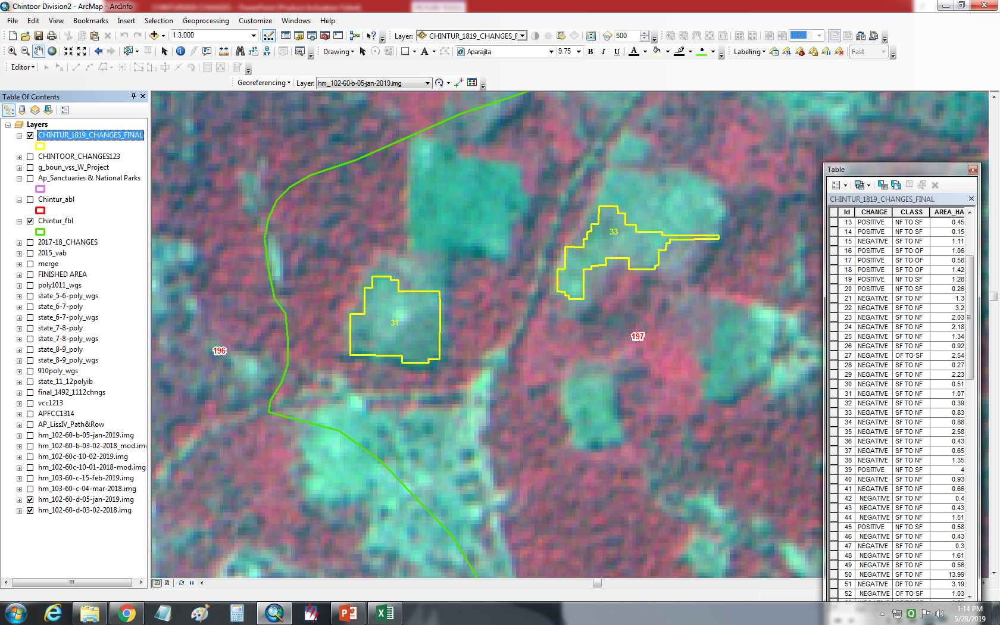 Chintoor Division2 - ArcMap - ArcInfo
File Edit View Bookmarks Insert Selection Geoprocessing Customize Windows Help
1:3,000 Layer: CHINTUR_1819_CHANGES_F 500 100%
Drawing A Aparajita 9.75 B I U A Labeling Fast
Editor
Georeferencing Layer: hm_102-60-b-05-jan-2019.img
Table Of Contents
Layers
CHINTUR_1819_CHANGES_FINAL
CHINTOOR_CHANGES123
g_boun_vss_W_Project
Ap_Sanctuaries & National Parks
Chintur_abl
Chintur_fbl
2017-18_CHANGES
2015_vab
merge
FINISHED AREA
poly1011_wgs
state_5-6-poly_wgs
state_6-7-poly
state_6-7-poly_wgs
state_7-8-poly
state_7-8-poly_wgs
state_8-9_poly
state_8-9_poly_wgs
910poly_wgs
state_11_12polyib
final_1492_1112chngs
vcc1213
APFCC1314
AP_LissIV_Path&Row
hm_102-60-b-05-jan-2019.img
hm_102-60-b-03-02-2018_mod.img
hm_102-60c-10-02-2019.img
hm_102-60c-10-01-2018-mod.img
hm_103-60-c-15-feb-2019.img
hm_103-60-c-04-mar-2018.img
hm_102-60-d-05-jan-2019.img
hm_102-60-d-03-02-2018.img
33
31
196
197
Table
CHINTUR_1819_CHANGES_FINAL
Id CHANGE CLASS AREA_HA
13 POSITIVE NF TO SF 0.45
14 POSITIVE NF TO SF 0.15
15 NEGATIVE SF TO NF 1.11
16 POSITIVE SF TO OF 1.06
17 POSITIVE SF TO OF 0.58
18 POSITIVE SF TO OF 1.42
19 POSITIVE NF TO SF 1.28
20 POSITIVE NF TO SF 0.26
21 NEGATIVE SF TO NF 1.3
22 NEGATIVE SF TO NF 3.2
23 NEGATIVE SF TO NF 2.03
24 NEGATIVE SF TO NF 2.18
25 NEGATIVE SF TO NF 1.34
26 NEGATIVE SF TO NF 0.92
27 NEGATIVE OF TO SF 2.54
28 NEGATIVE SF TO NF 0.27
29 NEGATIVE SF TO NF 2.23
30 NEGATIVE SF TO NF 0.51
31 NEGATIVE SF TO NF 1.07
32 NEGATIVE SF TO NF 0.39
33 NEGATIVE SF TO NF 0.83
34 NEGATIVE SF TO NF 0.88
35 NEGATIVE SF TO NF 2.58
36 NEGATIVE SF TO NF 0.43
37 NEGATIVE SF TO NF 0.65
38 NEGATIVE SF TO NF 1.35
39 POSITIVE NF TO SF 4
40 NEGATIVE SF TO NF 0.93
41 NEGATIVE SF TO NF 0.66
42 NEGATIVE SF TO NF 0.4
43 NEGATIVE SF TO NF 0.43
44 NEGATIVE SF TO NF 1.51
45 POSITIVE NF TO SF 0.58
46 NEGATIVE SF TO NF 0.43
47 NEGATIVE SF TO NF 0.3
48 NEGATIVE SF TO NF 1.61
49 NEGATIVE SF TO NF 0.56
50 NEGATIVE SF TO NF 13.99
51 NEGATIVE DF TO NF 3.19
52 NEGATIVE OF TO SF 1.03
1:14 PM
5/28/2019